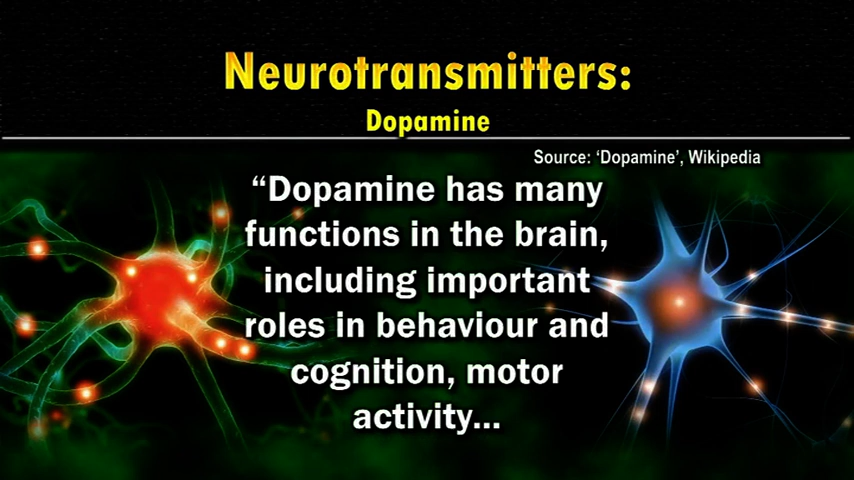 Neurotransmitters:
Dopamine
Source: ‘Dopamine’, Wikipedia
“Dopamine has many
functions in the brain,
including important
roles in behaviour and
cognition, motor
activity...